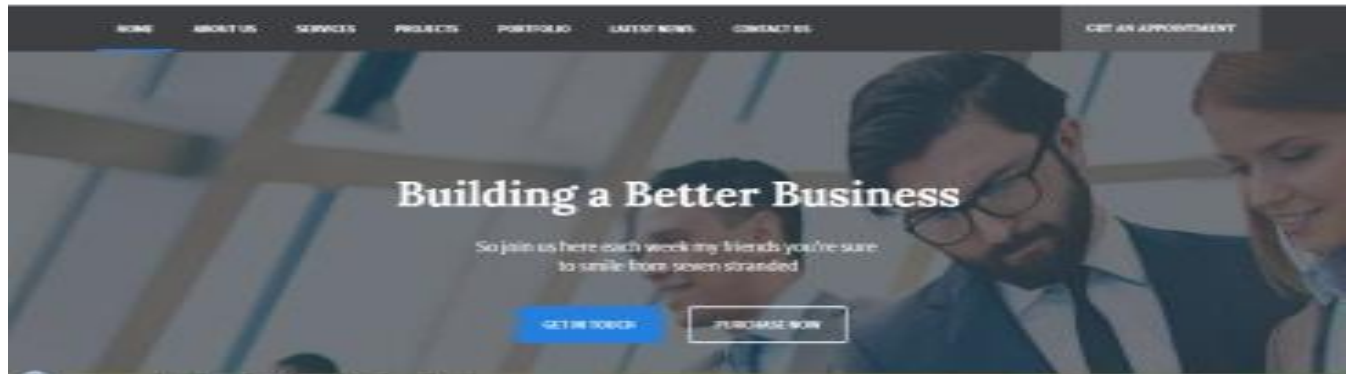 HOME ABOUT US SERVICES PROJECTS PORTFOLIO LATEST NEWS CONTACT US GET AN APPOINTMENT
Building a Better Business
So join us here each week my friends you're sure
to smile from seven stranded
GET IN TOUCH PURCHASE NOW